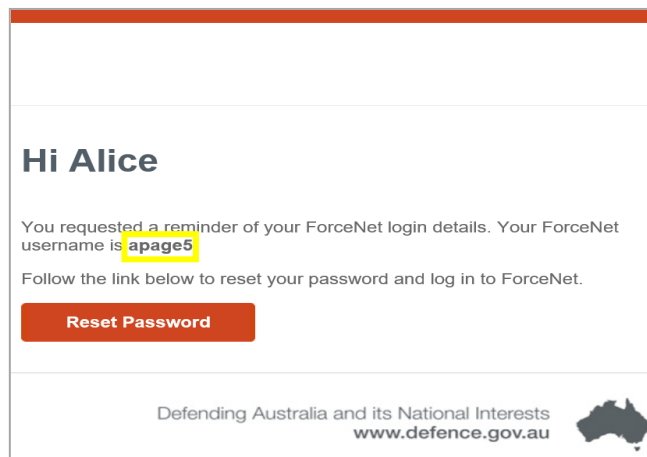 Hi Alice
You requested a reminder of your ForceNet login details. Your ForceNet
username is apage5
Follow the link below to reset your password and log in to ForceNet.
Reset Password
Defending Australia and its National Interests
www.defence.gov.au